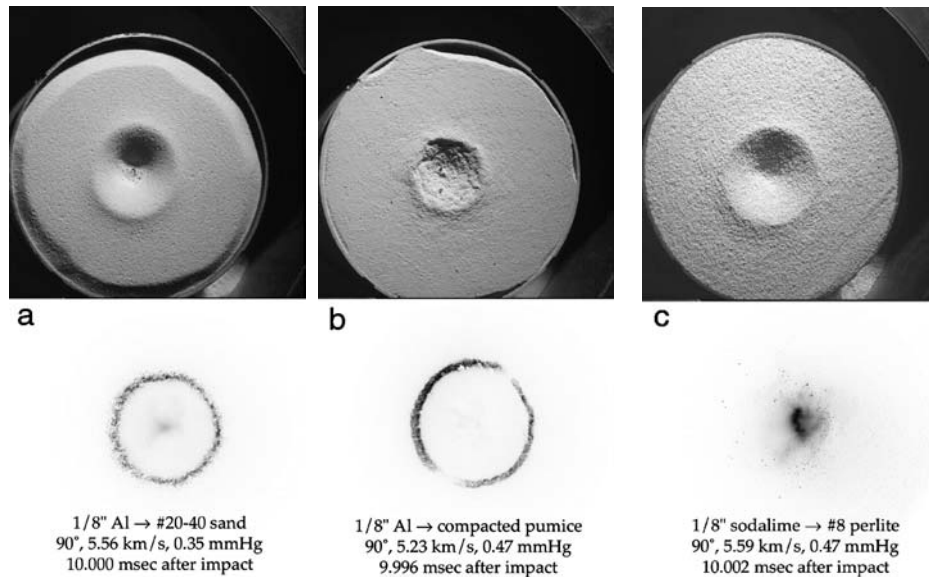 a
b
c
1/8" Al → #20-40 sand
90°, 5.56 km/s, 0.35 mmHg
10.000 msec after impact
1/8" Al → compacted pumice
90°, 5.23 km/s, 0.47 mmHg
9.996 msec after impact
1/8" sodalime → #8 perlite
90°, 5.59 km/s, 0.47 mmHg
10.002 msec after impact